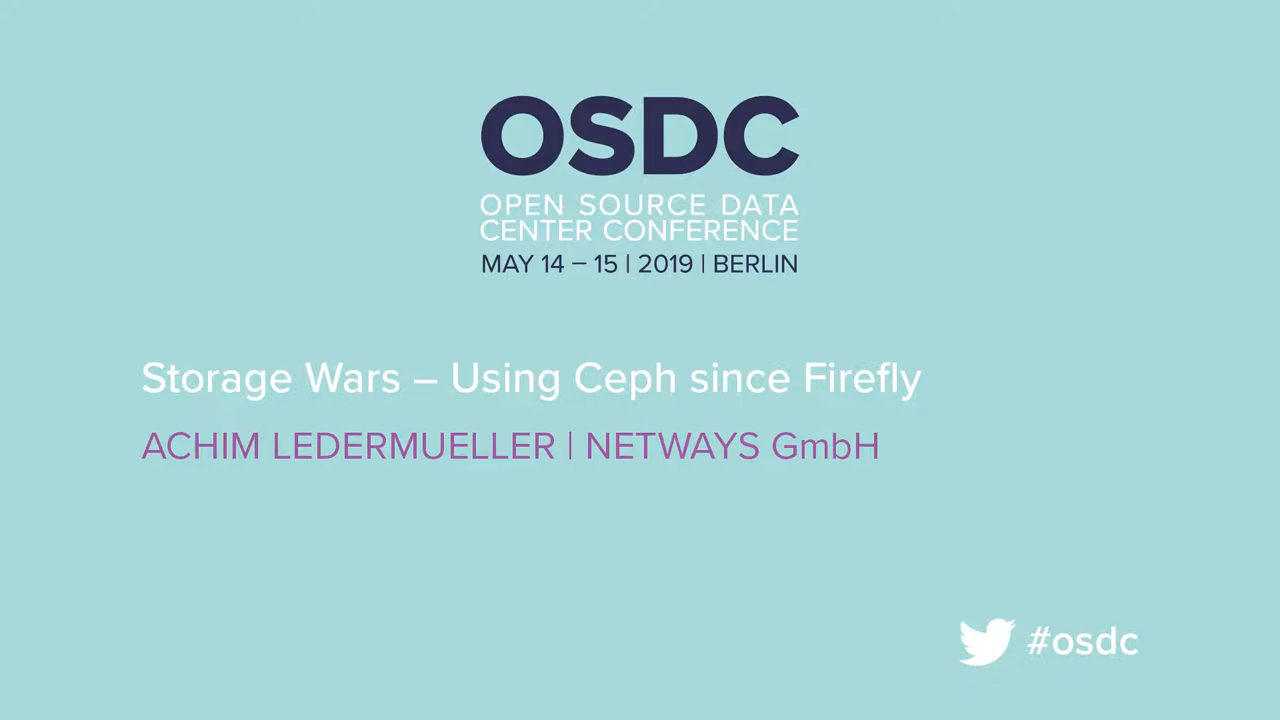 OSDC
OPEN SOURCE DATA
CENTER CONFERENCE
MAY 14 – 15 | 2019 | BERLIN
Storage Wars – Using Ceph since Firefly
ACHIM LEDERMUELLER | NETWAYS GmbH
#osdc